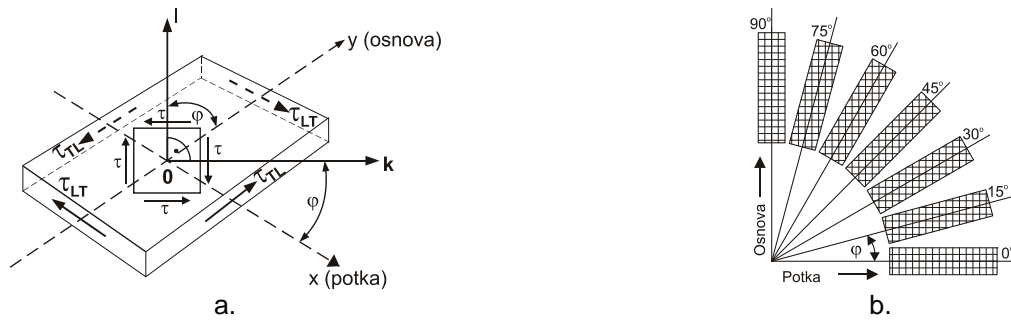 l
y (osnova)
τ
φ
τLT
τTL
τ
τ
0
k
τLT
τ
τTL
φ
x (potka)
a.
90°
75°
60°
45°
30°
15°
0°
Osnova
φ
Potka
b.